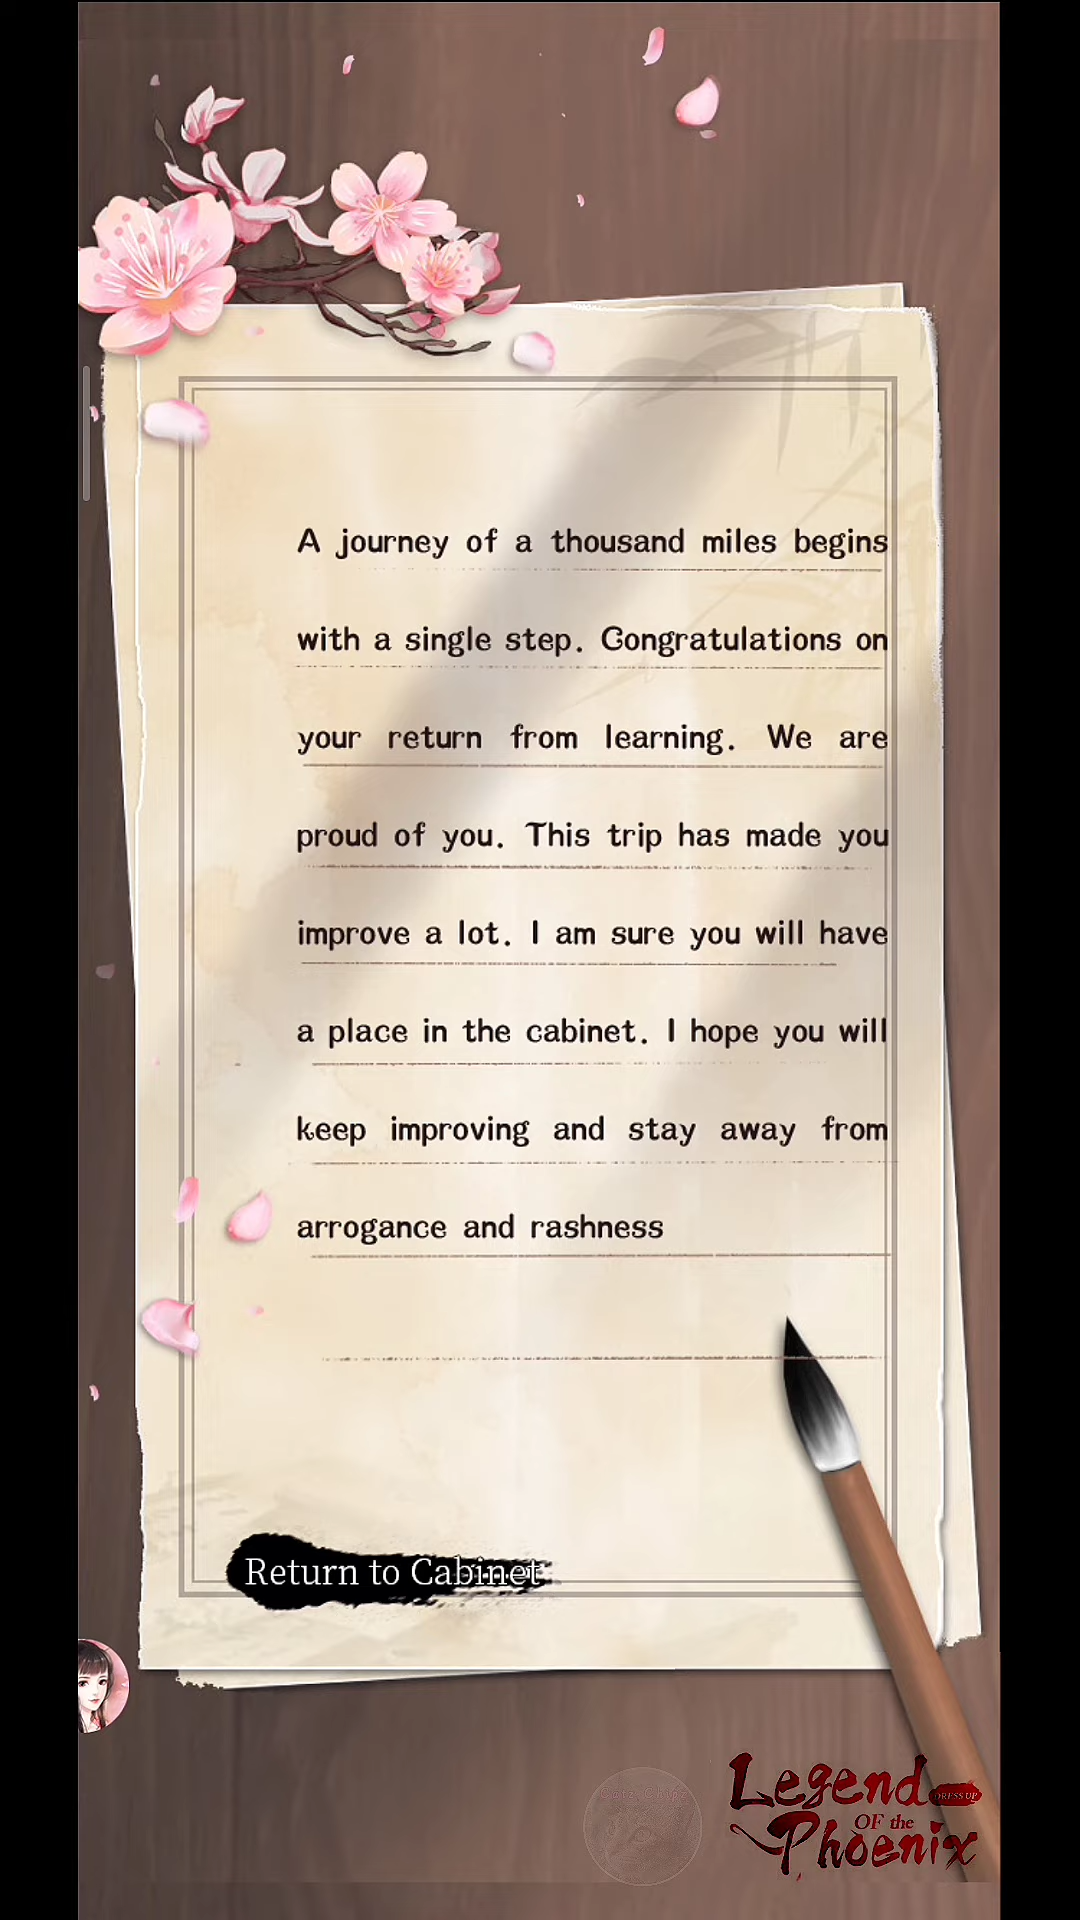 A journey of a thousand miles begins
with a single step. Congratulations on
your return from learning. We are
proud of you. This trip has made you
improve a lot. I am sure you will have
a place in the cabinet. I hope you will
keep improving and stay away from
arrogance and rashness
Return to Cabinet
Legend
DRESS UP
OF the
Phoenix